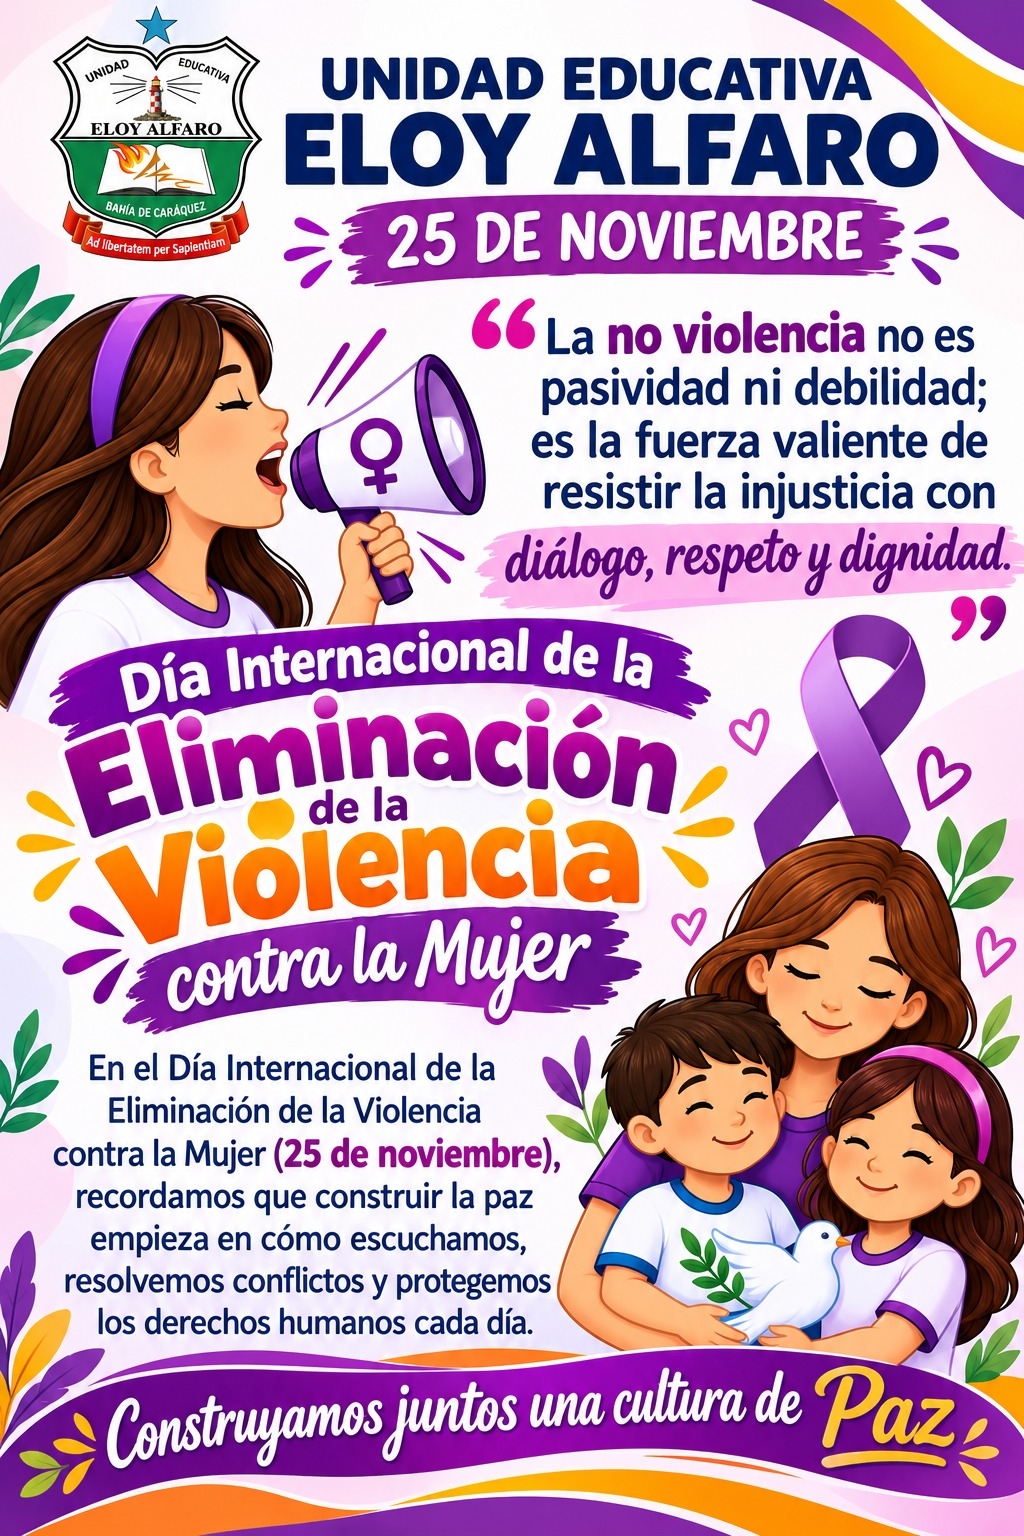 UNIDAD EDUCATIVA
ELOY ALFARO
BAHÍA DE CARÁQUEZ
Ad libertatem per Sapientiam
UNIDAD EDUCATIVA
ELOY ALFARO
25 DE NOVIEMBRE
“La no violencia no es
pasividad ni debilidad;
es la fuerza valiente de
resistir la injusticia con
diálogo, respeto y dignidad.”
Día Internacional de la
Eliminación
de la
Violencia
contra la Mujer
En el Día Internacional de la
Eliminación de la Violencia
contra la Mujer (25 de noviembre),
recordamos que construir la paz
empieza en cómo escuchamos,
resolvemos conflictos y protegemos
los derechos humanos cada día.
Construyamos juntos una cultura de Paz